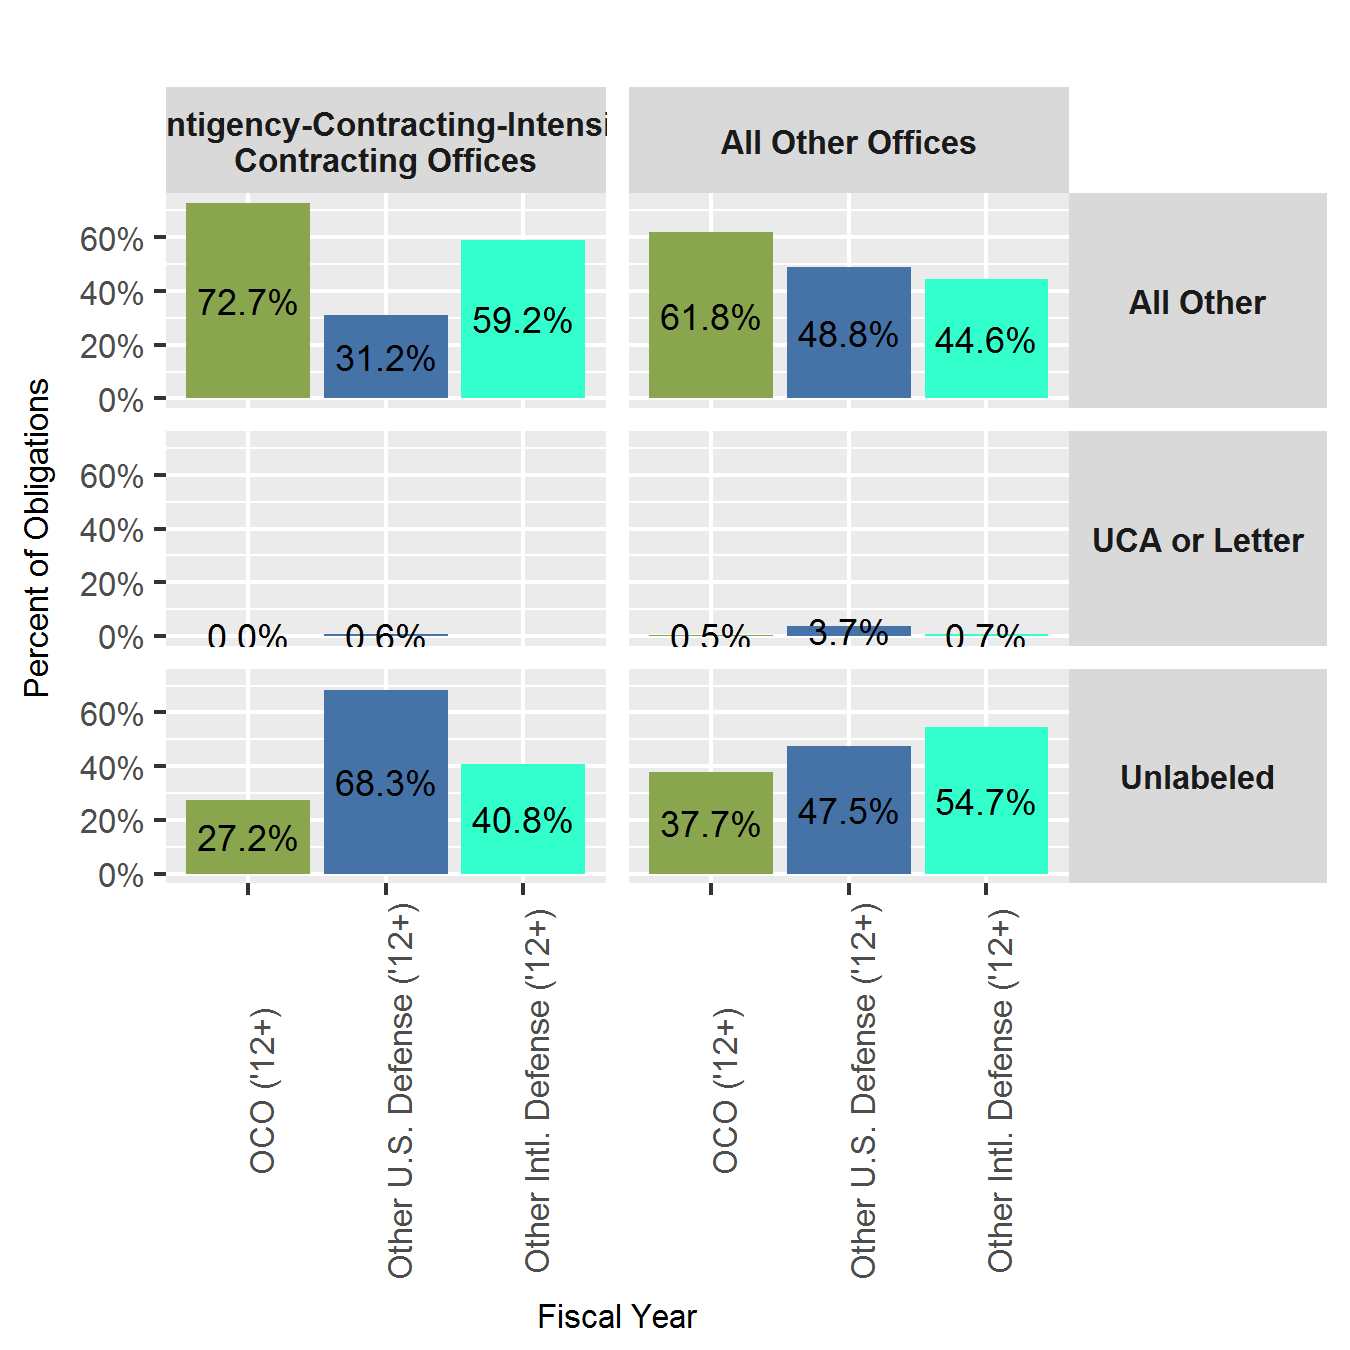 ntigency-Contracting-Intensi
Contracting Offices
All Other Offices
60%
40%
20%
0%
72.7%
31.2%
59.2%
61.8%
48.8%
44.6%
All Other
60%
40%
20%
0%
0.0%
0.6%
0.5%
3.7%
0.7%
UCA or Letter
60%
40%
20%
0%
27.2%
68.3%
40.8%
37.7%
47.5%
54.7%
Unlabeled
Percent of Obligations
OCO ('12+)
Other U.S. Defense ('12+)
Other Intl. Defense ('12+)
OCO ('12+)
Other U.S. Defense ('12+)
Other Intl. Defense ('12+)
Fiscal Year